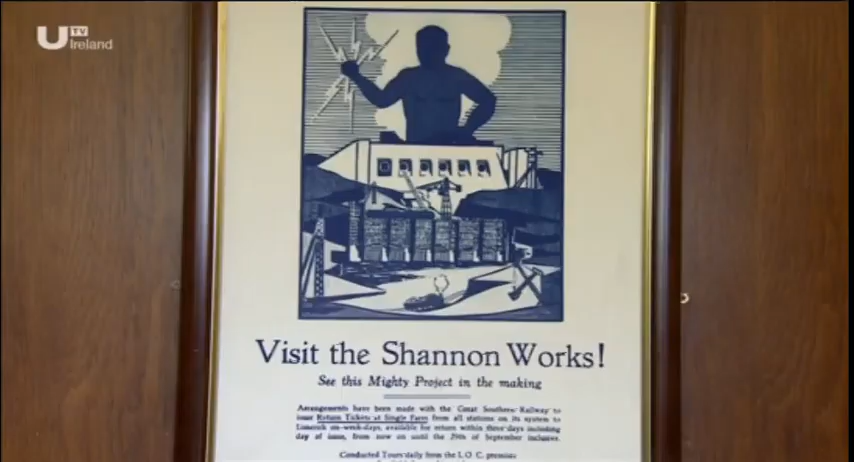 UTV
Ireland
Visit the Shannon Works!
See this Mighty Project in the making
Arrangements have been made with the Great Southern Railway to
issue Return Tickets at Single Fares from all stations on its system to
Limerick on week-days, available for return within three days including
day of issue, from now on until the 29th of September inclusive.
Conducted Tours daily from the I.O.C. premises